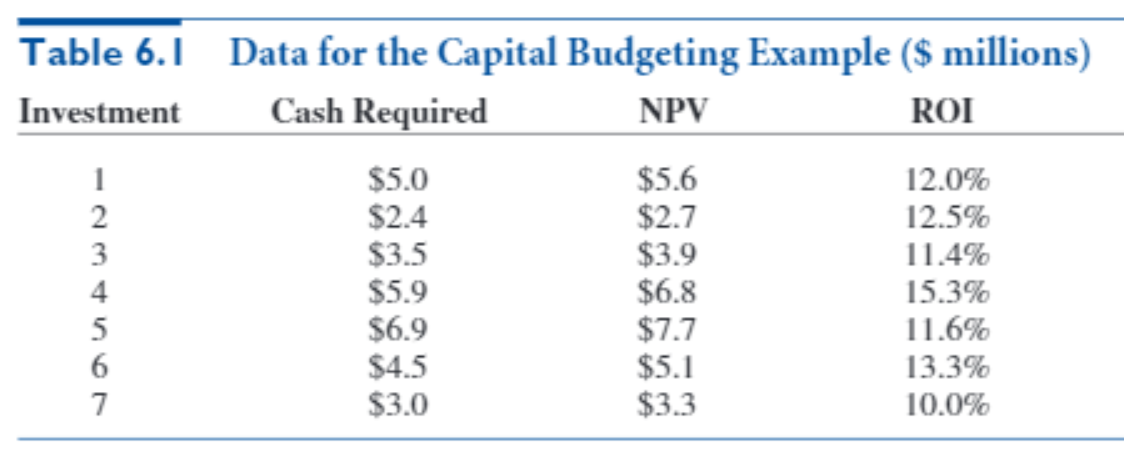 Table 6.1 Data for the Capital Budgeting Example ($ millions)
Investment Cash Required NPV ROI
1 $5.0 $5.6 12.0%
2 $2.4 $2.7 12.5%
3 $3.5 $3.9 11.4%
4 $5.9 $6.8 15.3%
5 $6.9 $7.7 11.6%
6 $4.5 $5.1 13.3%
7 $3.0 $3.3 10.0%